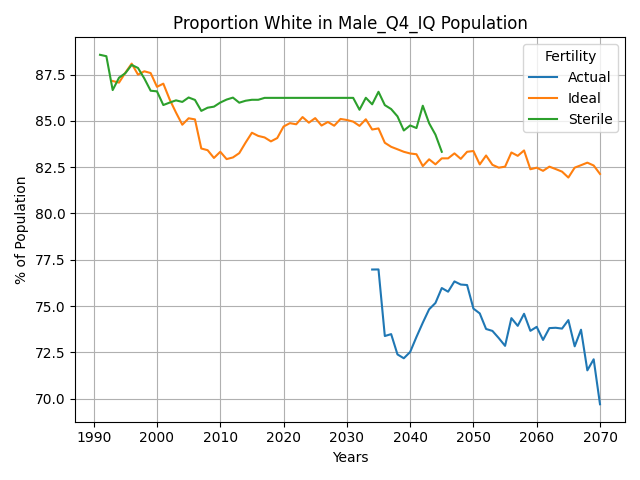 Proportion White in Male_Q4_IQ Population
Fertility
Actual
Ideal
Sterile
% of Population
87.5
85.0
82.5
80.0
77.5
75.0
72.5
70.0
1990
2000
2010
2020
2030
2040
2050
2060
2070
Years